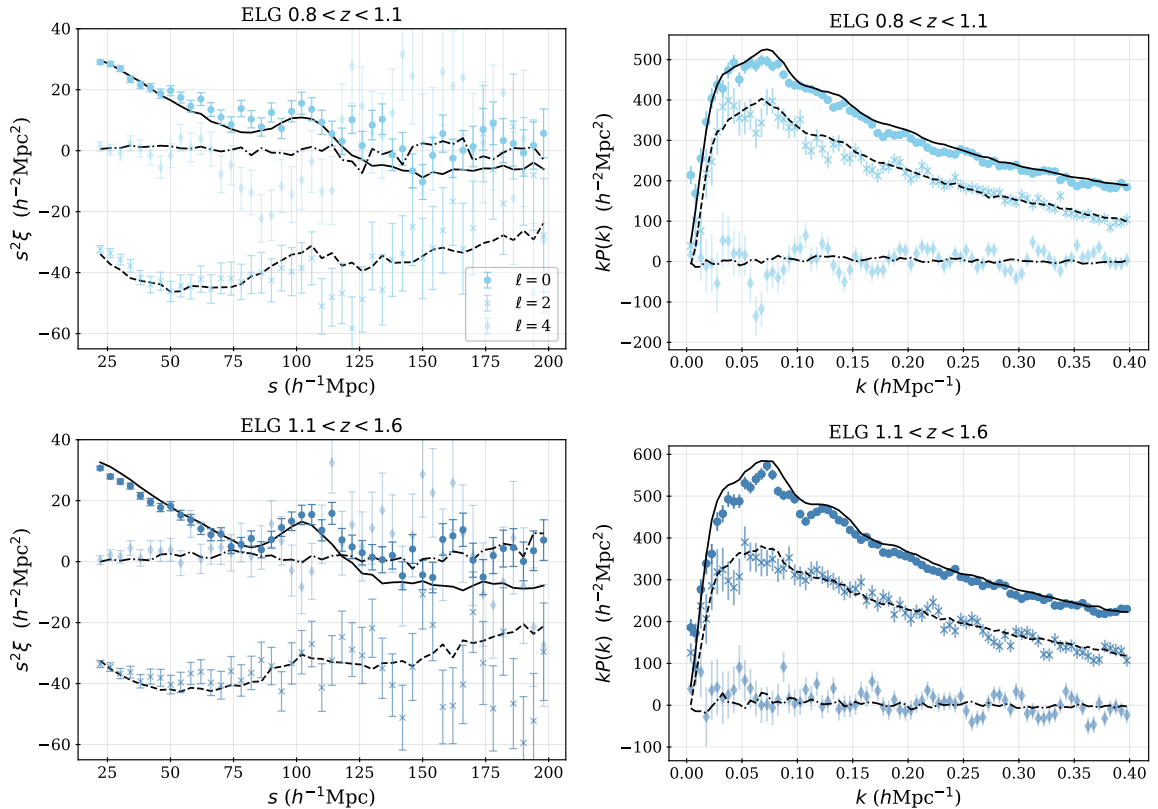 ELG 0.8 < z < 1.1
40
20
0
−20
−40
−60
s²ξ (h⁻²Mpc²)
25 50 75 100 125 150 175 200
s (h⁻¹Mpc)
ℓ = 0
ℓ = 2
ℓ = 4
ELG 0.8 < z < 1.1
500
400
300
200
100
0
−100
−200
kP(k) (h⁻²Mpc²)
0.00 0.05 0.10 0.15 0.20 0.25 0.30 0.35 0.40
k (hMpc⁻¹)
ELG 1.1 < z < 1.6
40
20
0
−20
−40
−60
s²ξ (h⁻²Mpc²)
25 50 75 100 125 150 175 200
s (h⁻¹Mpc)
ELG 1.1 < z < 1.6
600
500
400
300
200
100
0
−100
kP(k) (h⁻²Mpc²)
0.00 0.05 0.10 0.15 0.20 0.25 0.30 0.35 0.40
k (hMpc⁻¹)